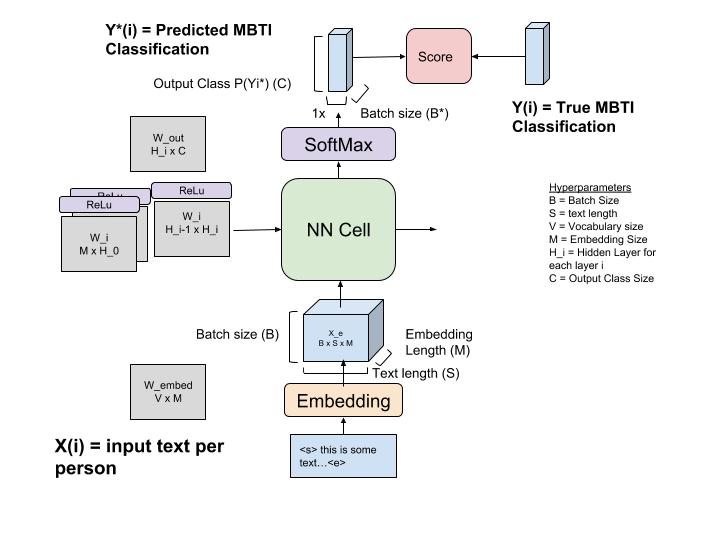 Y*(i) = Predicted MBTI
Classification
Output Class P(Yi*) (C)
Score
1x
Batch size (B*)
Y(i) = True MBTI
Classification
W_out
H_i x C
SoftMax
ReLu
ReLu
ReLu
W_i
M x H_0
W_i
H_i-1 x H_i
NN Cell
Hyperparameters
B = Batch Size
S = text length
V = Vocabulary size
M = Embedding Size
H_i = Hidden Layer for
each layer i
C = Output Class Size
Batch size (B)
X_e
B x S x M
Embedding
Length (M)
Text length (S)
W_embed
V x M
Embedding
X(i) = input text per
person
<s> this is some
text…<e>